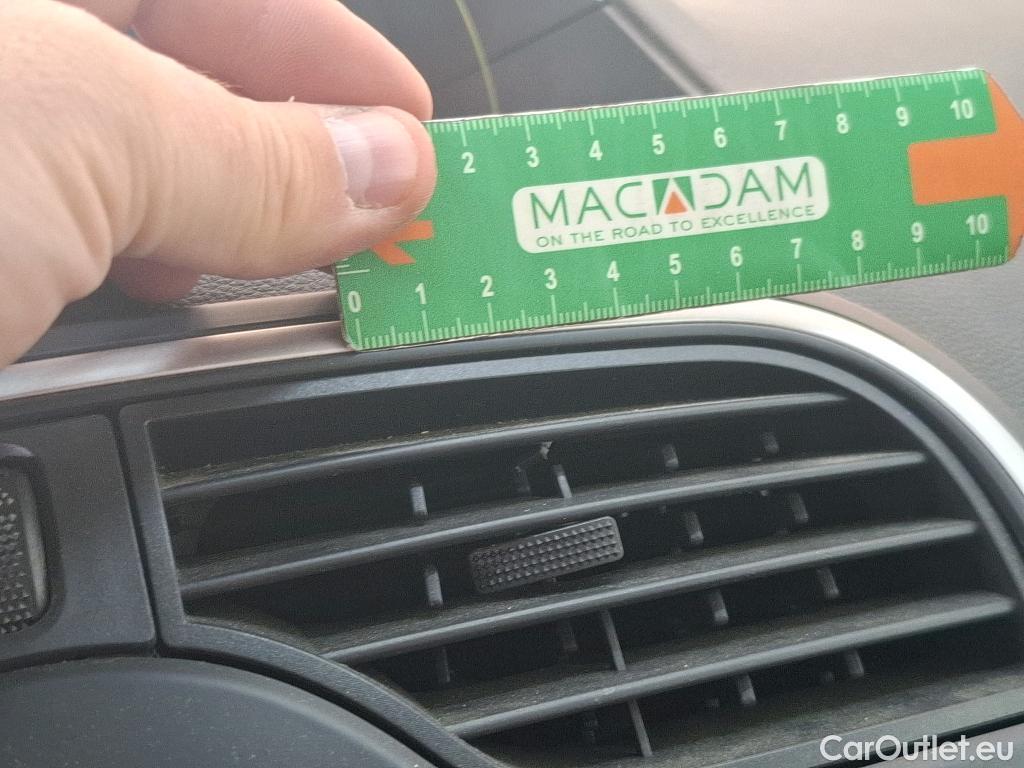 2 3 4 5 6 7 8 9 10
MACADAM
ON THE ROAD TO EXCELLENCE
0 1 2 3 4 5 6 7 8 9 10
CarOutlet.eu